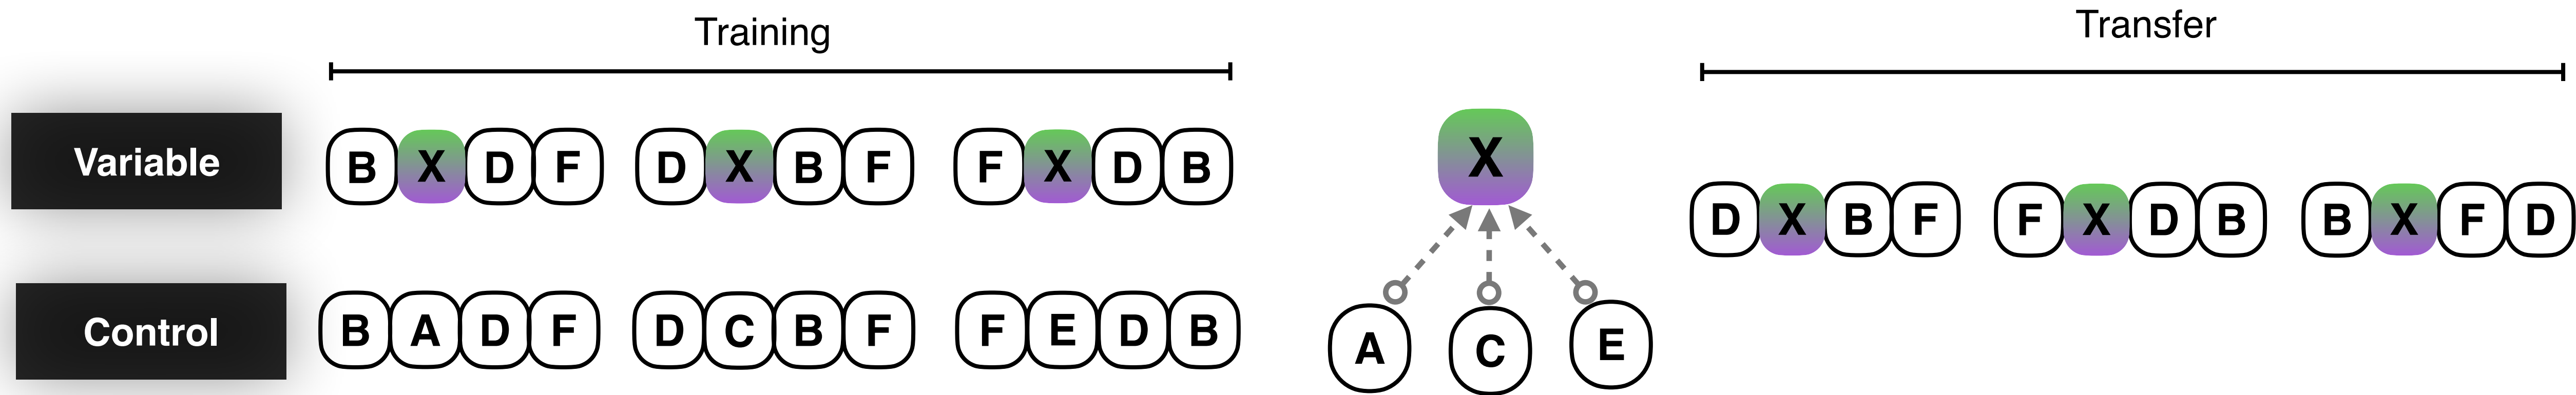 Training
Transfer
Variable
B X D F D X B F F X D B
X
D X B F F X D B B X F D
Control
B A D F D C B F F E D B
A C E